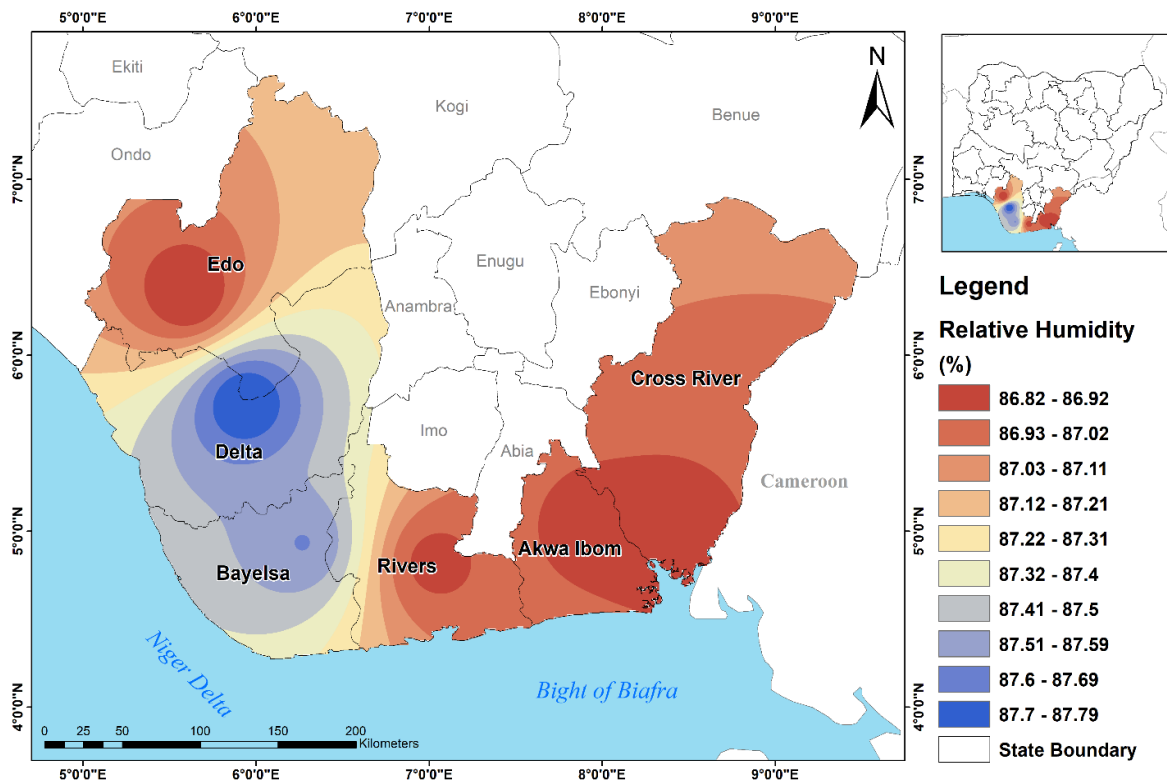 5°0'0"E 6°0'0"E 7°0'0"E 8°0'0"E 9°0'0"E
7°0'0"N
6°0'0"N
5°0'0"N
4°0'0"N
Ekiti
Kogi
Benue
Ondo
N
Edo
Enugu
Anambra
Ebonyi
Cross River
Imo
Delta
Abia
Cameroon
Akwa Ibom
Rivers
Bayelsa
Niger Delta
Bight of Biafra
0 25 50 100 150 200
Kilometers
7°0'0"N
6°0'0"N
5°0'0"N
4°0'0"N
5°0'0"E 6°0'0"E 7°0'0"E 8°0'0"E 9°0'0"E
Legend
Relative Humidity
(%)
86.82 - 86.92
86.93 - 87.02
87.03 - 87.11
87.12 - 87.21
87.22 - 87.31
87.32 - 87.4
87.41 - 87.5
87.51 - 87.59
87.6 - 87.69
87.7 - 87.79
State Boundary